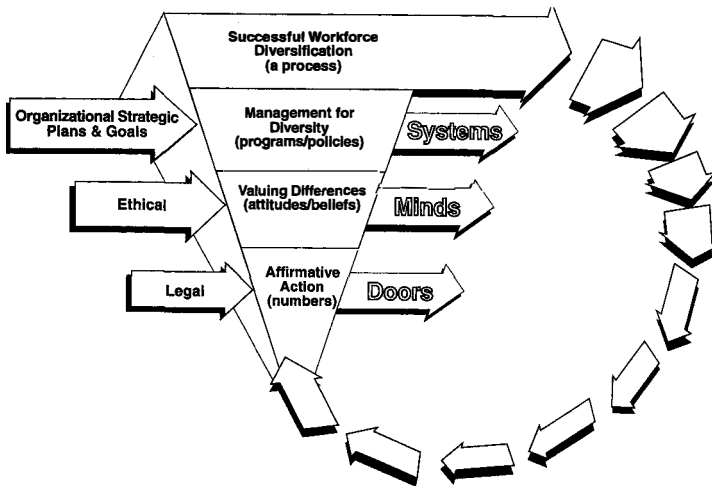 Successful Workforce
Diversification
(a process)
Organizational Strategic
Plans & Goals
Management for
Diversity
(programs/policies)
Systems
Ethical
Valuing Differences
(attitudes/beliefs)
Minds
Legal
Affirmative
Action
(numbers)
Doors